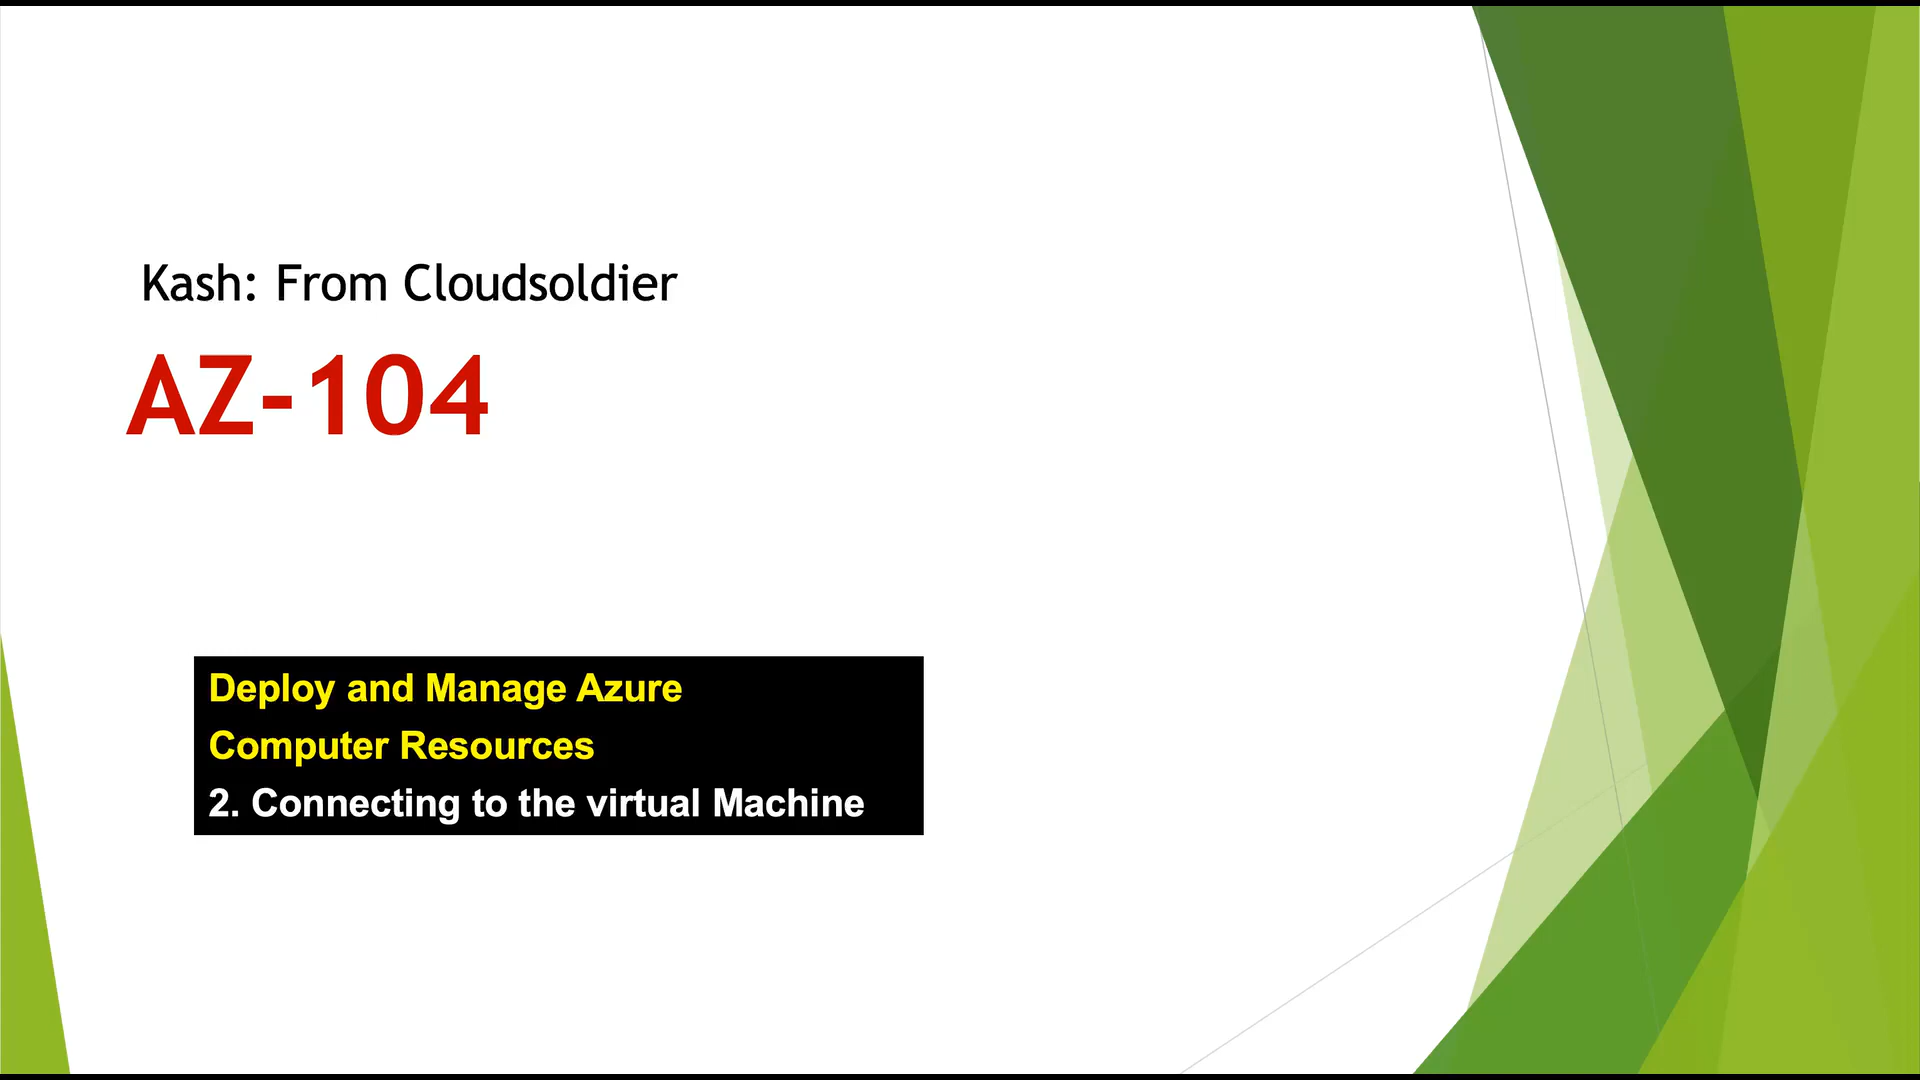 Kash: From Cloudsoldier
AZ-104
Deploy and Manage Azure
Computer Resources
2. Connecting to the virtual Machine